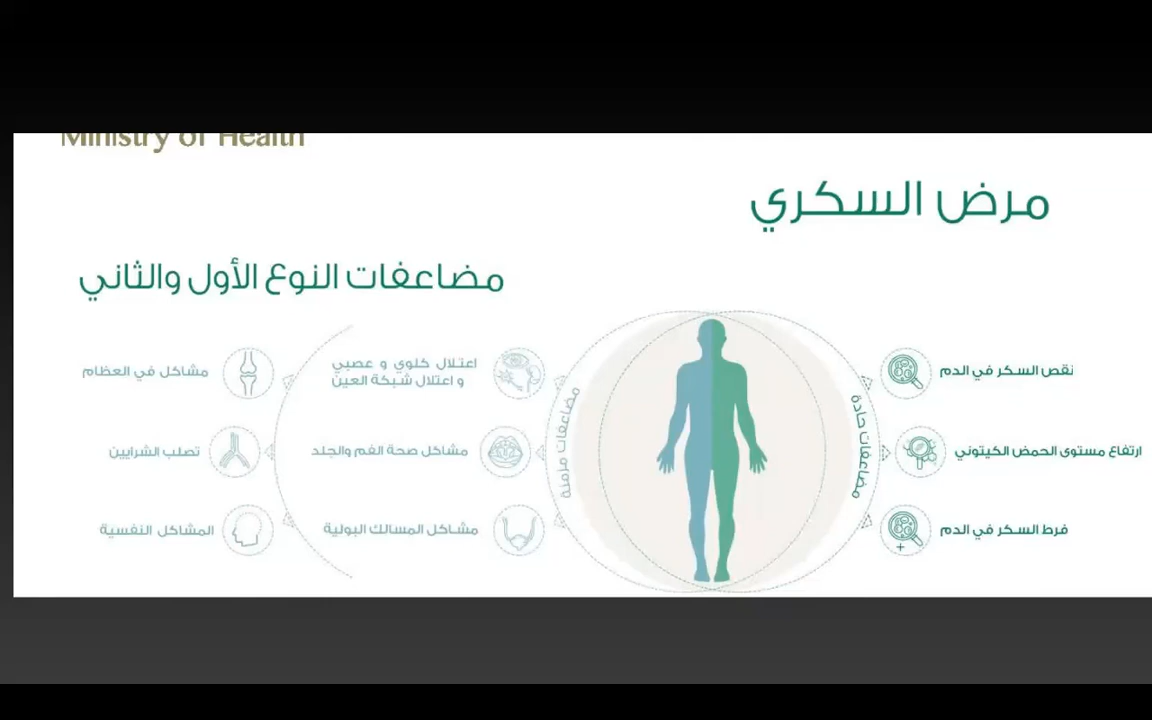 Ministry of Health
مرض السكري
مضاعفات النوع الأول والثاني
مضاعفات حادة
نقص السكر في الدم
ارتفاع مستوى الحمض الكيتوني
فرط السكر في الدم
مضاعفات مزمنة
اعتلال كلوي و عصبي
و اعتلال شبكة العين
مشاكل صحة الفم والجلد
مشاكل المسالك البولية
مشاكل في العظام
تصلب الشرايين
المشاكل النفسية